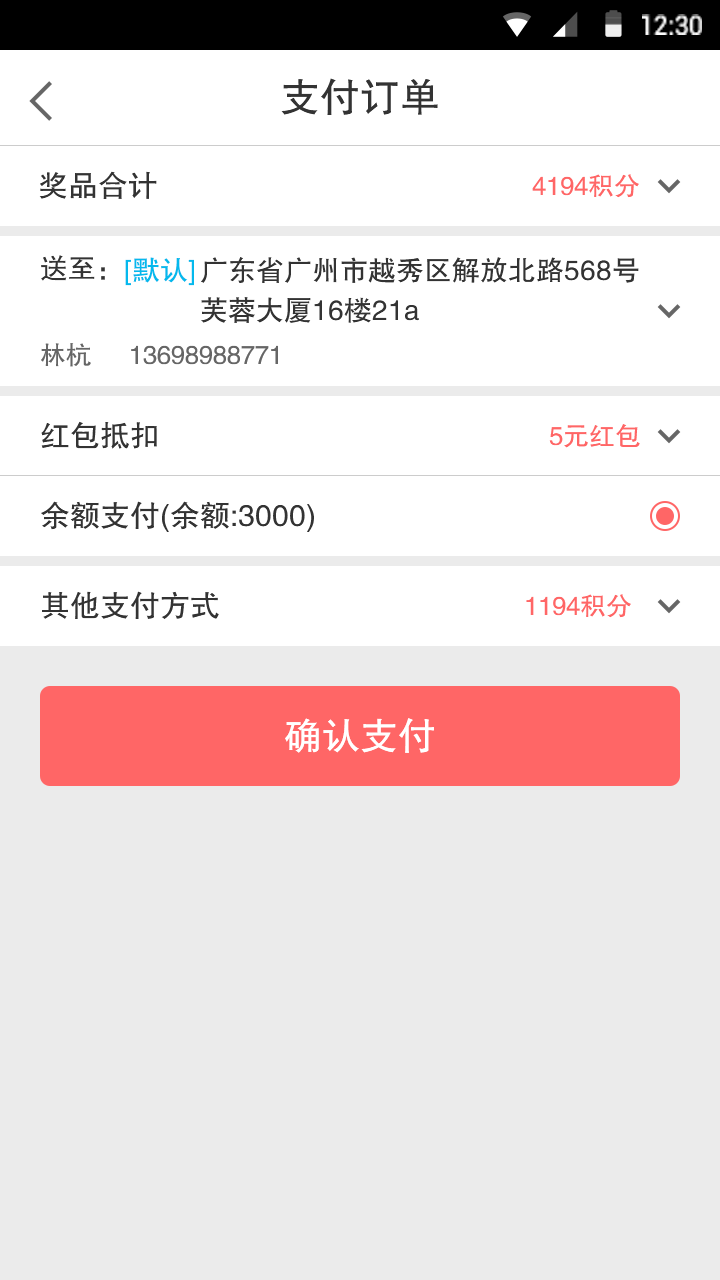 12:30
支付订单
奖品合计 4194积分
送至：[默认]广东省广州市越秀区解放北路568号
芙蓉大厦16楼21a
林杭 13698988771
红包抵扣 5元红包
余额支付(余额:3000)
其他支付方式 1194积分
确认支付